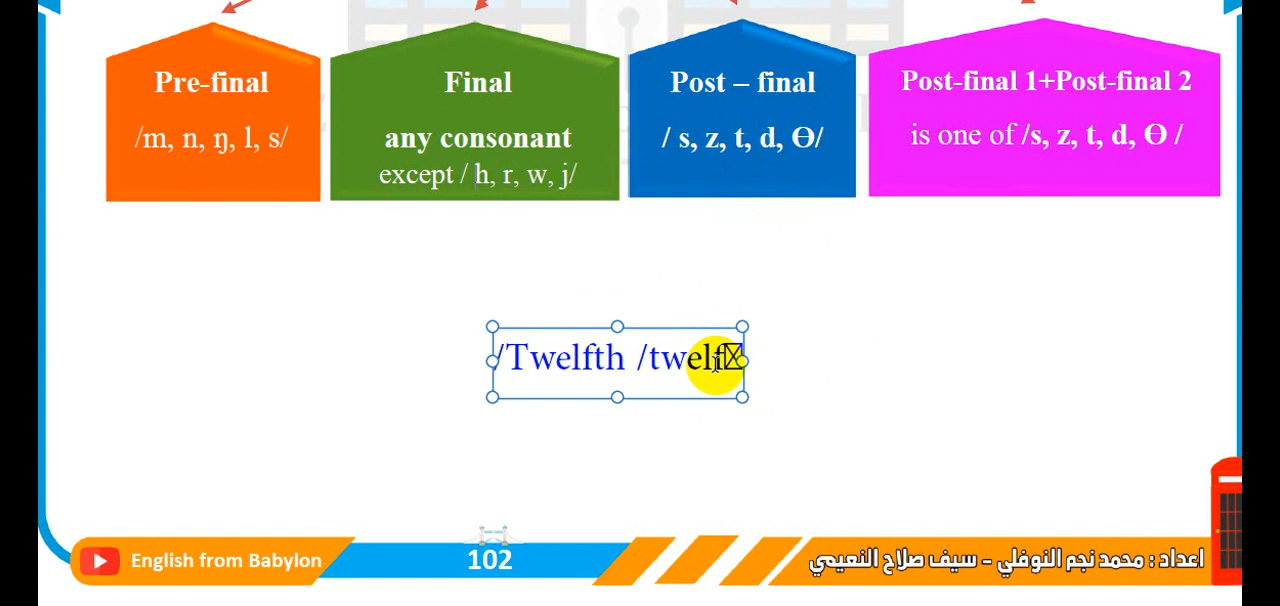 Pre-final
/m, n, ŋ, l, s/
Final
any consonant
except / h, r, w, j/
Post – final
/ s, z, t, d, Ɵ/
Post-final 1+Post-final 2
is one of /s, z, t, d, Ɵ /
/Twelfth /twelf
English from Babylon
102
اعداد : محمد نجم النوفلي – سيف صلاح النعيمي